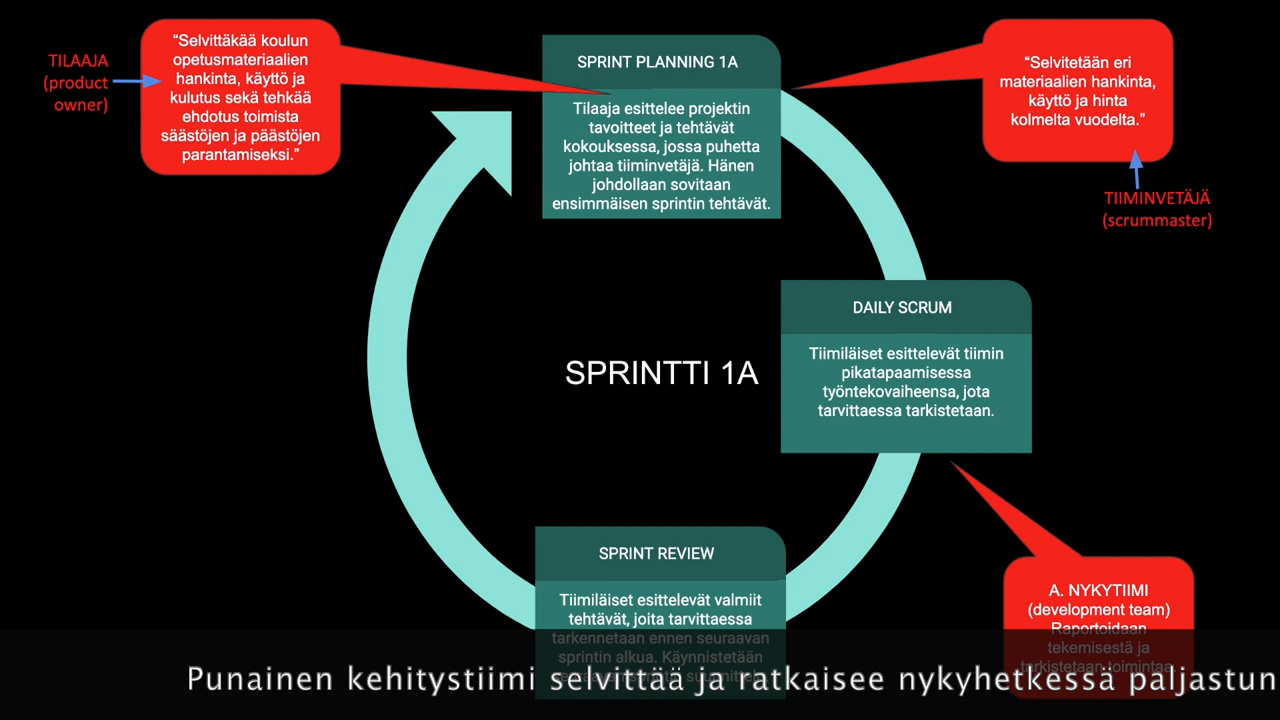 TILAAJA
(product
owner)
“Selvittäkää koulun
opetusmateriaalien
hankinta, käyttö ja
kulutus sekä tehkää
ehdotus toimista
säästöjen ja päästöjen
parantamiseksi.”
SPRINT PLANNING 1A
Tilaaja esittelee projektin
tavoitteet ja tehtävät
kokouksessa, jossa puhetta
johtaa tiiminvetäjä. Hänen
johdollaan sovitaan
ensimmäisen sprintin tehtävät.
“Selvitetään eri
materiaalien hankinta,
käyttö ja hinta
kolmelta vuodelta.”
TIIMINVETÄJÄ
(scrummaster)
DAILY SCRUM
Tiimiläiset esittelevät tiimin
pikatapaamisessa
työntekovaiheensa, jota
tarvittaessa tarkistetaan.
SPRINTTI 1A
SPRINT REVIEW
Tiimiläiset esittelevät valmiit
tehtävät, joita tarvittaessa
tarkennetaan ennen seuraavan
sprintin alkua. Käynnistetään
A. NYKYTIIMI
(development team)
Raportoidaan
tekemisestä ja
tarkistetaan toimintaa
Punainen kehitystiimi selvittää ja ratkaisee nykyhetkessä paljastun